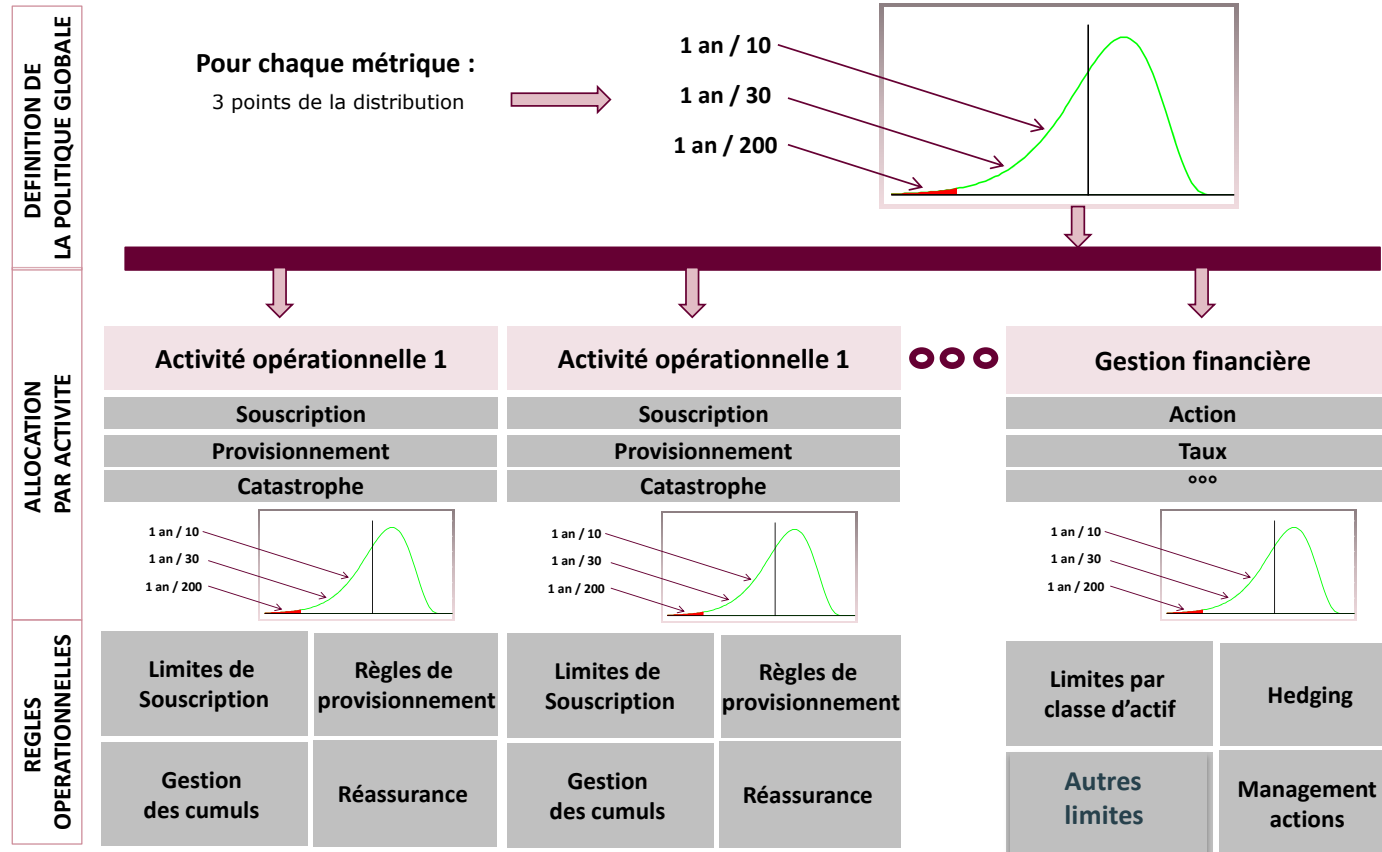 DEFINITION DE
LA POLITIQUE GLOBALE
Pour chaque métrique :
3 points de la distribution
1 an / 10
1 an / 30
1 an / 200
ALLOCATION
PAR ACTIVITE
Activité opérationnelle 1
Souscription
Provisionnement
Catastrophe
1 an / 10
1 an / 30
1 an / 200
Activité opérationnelle 1
Souscription
Provisionnement
Catastrophe
1 an / 10
1 an / 30
1 an / 200
Gestion financière
Action
Taux
°°°
1 an / 10
1 an / 30
1 an / 200
REGLES
OPERATIONNELLES
Limites de
Souscription
Règles de
provisionnement
Gestion
des cumuls
Réassurance
Limites de
Souscription
Règles de
provisionnement
Gestion
des cumuls
Réassurance
Limites par
classe d’actif
Hedging
Autres
limites
Management
actions